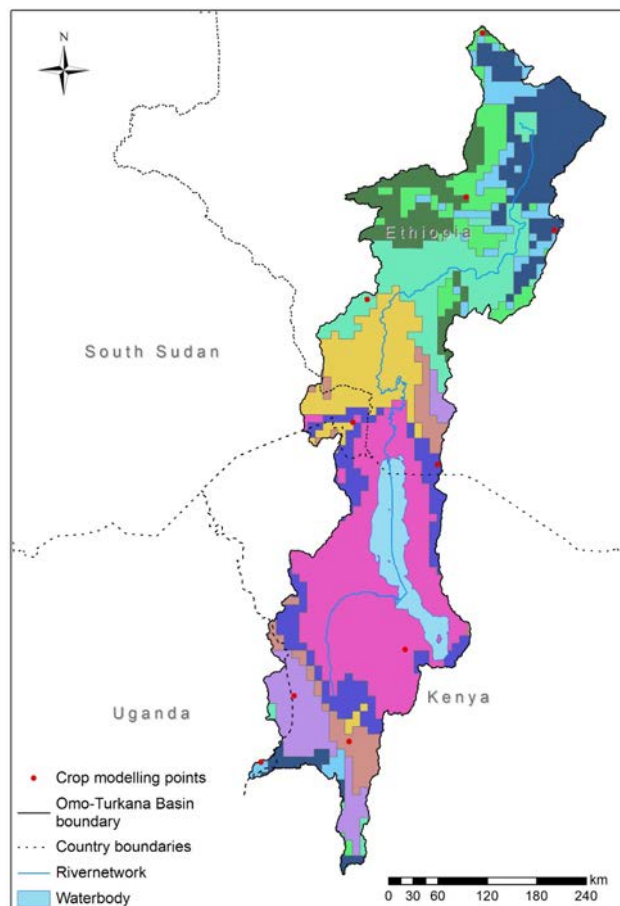 N
Ethiopia
South Sudan
Uganda
Kenya
Crop modelling points
Omo-Turkana Basin
boundary
Country boundaries
Rivernetwork
Waterbody
km
0 15 30 60 120 180 240